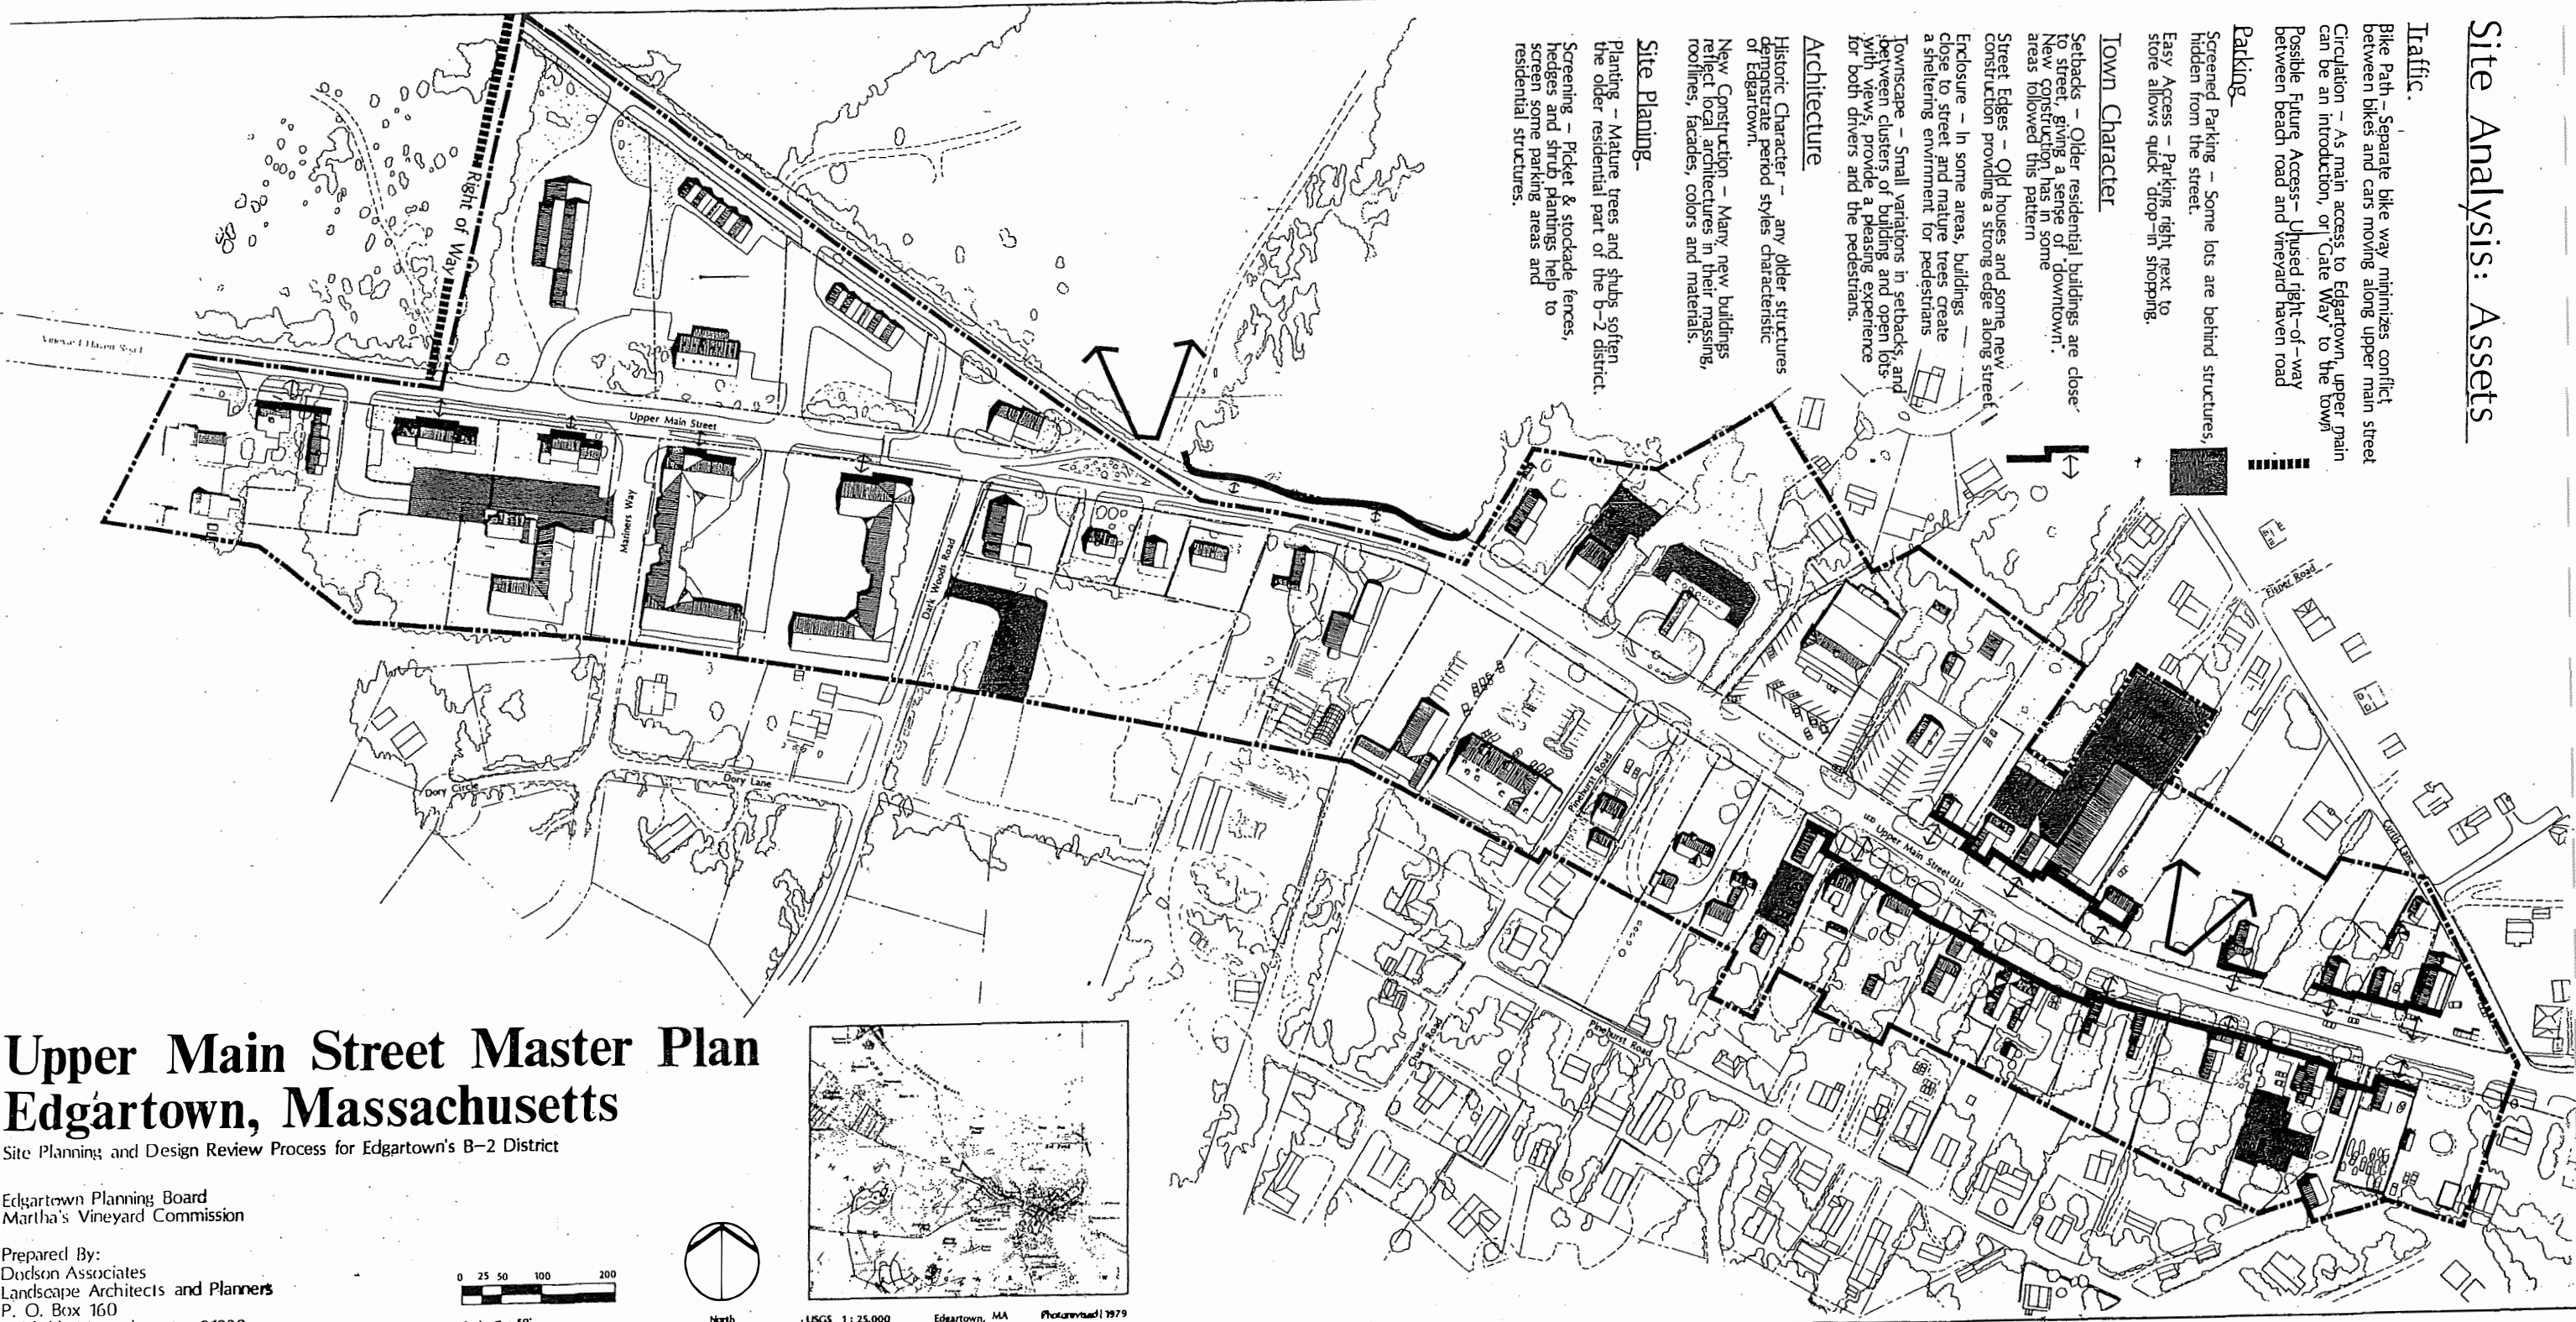 Site Analysis: Assets
Traffic.
Bike Path – Separate bike way minimizes conflict
between bikes and cars moving along upper main street
Circulation – As main access to Edgartown, upper main
can be an introduction, or "Gate Way" to the town
Possible Future Access– Unused right-of-way
between beach road and vineyard haven road
Parking
Screened Parking – Some lots are behind structures,
hidden from the street.
Easy Access – Parking right next to
store allows quick "drop-in" shopping.
Town Character
Setbacks – Older residential buildings are close
to street, giving a sense of "downtown".
New construction has in some
areas followed this pattern
Street Edges – Old houses and some new
construction providing a strong edge along street
Enclosure – In some areas, buildings
close to street and mature trees create
a sheltering envirnment for pedestrians
Townscape – Small variations in setbacks, and
between clusters of building and open lots
with views, provide a pleasing experience
for both drivers and the pedestrians.
Architecture
Historic Character – any older structures
demonstrate period styles characteristic
of Edgartown.
New Construction – Many new buildings
reflect local architectures in their massing,
rooflines, facades, colors and materials.
Site Planing
Planting – Mature trees and shubs soften
the older residential part of the b-2 district.
Screening – Picket & stockade fences,
hedges and shrub plantings help to
screen some parking areas and
residential structures.
Right of Way
Vineyard Haven Road
Upper Main Street
Mariners Way
Dark Woods Road
Dory Circle
Dory Lane
Pinehurst Road
Upper Main Street
Pinehurst Road
Chase Road
Fisher Road
Curtis Lane
Upper Main Street Master Plan
Edgartown, Massachusetts
Site Planning and Design Review Process for Edgartown's B-2 District
Edgartown Planning Board
Martha's Vineyard Commission
Prepared By:
Dodson Associates
Landscape Architects and Planners
P. O. Box 160
0 25 50 100 200
North
USGS 1:25,000 Edgartown, MA Photorevised 1979